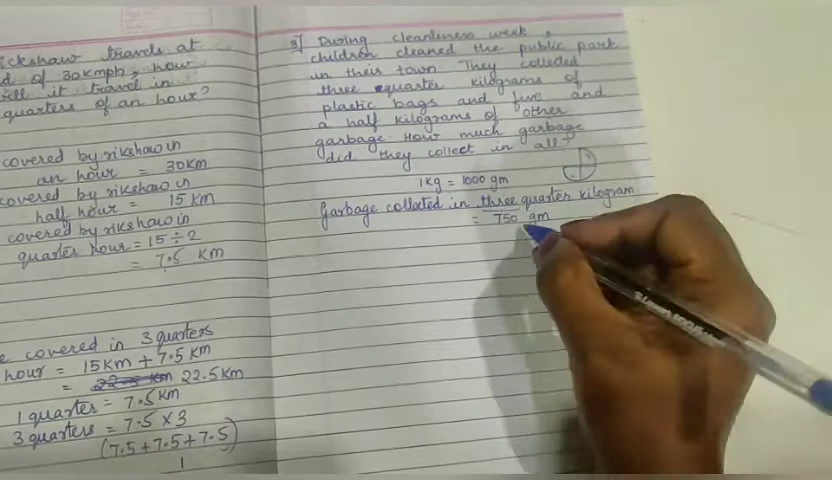 ickshaw travels at
d of 30kmph, how
will it travel in
quarters of an hour?
covered by rikshaw in
an hour = 30km
covered by rikshaw in
half hour = 15 km
covered by rikshaw in
quarter hour = 15 ÷ 2
= 7.5 km
e covered in 3 quarters
hour = 15km + 7.5 km
= 22.5 km
1 quarter = 7.5km
3 quarters = 7.5 x 3
(7.5+7.5+7.5)
3] During cleanliness week,
children cleaned the public park
in their town. They colleded
three quarter kilograms of
plastic bags and five and
a half kilograms of other
garbage. How much garbage
did they collect in all?
1kg = 1000 gm
Garbage collected in three quarter kilogram
= 750 gm